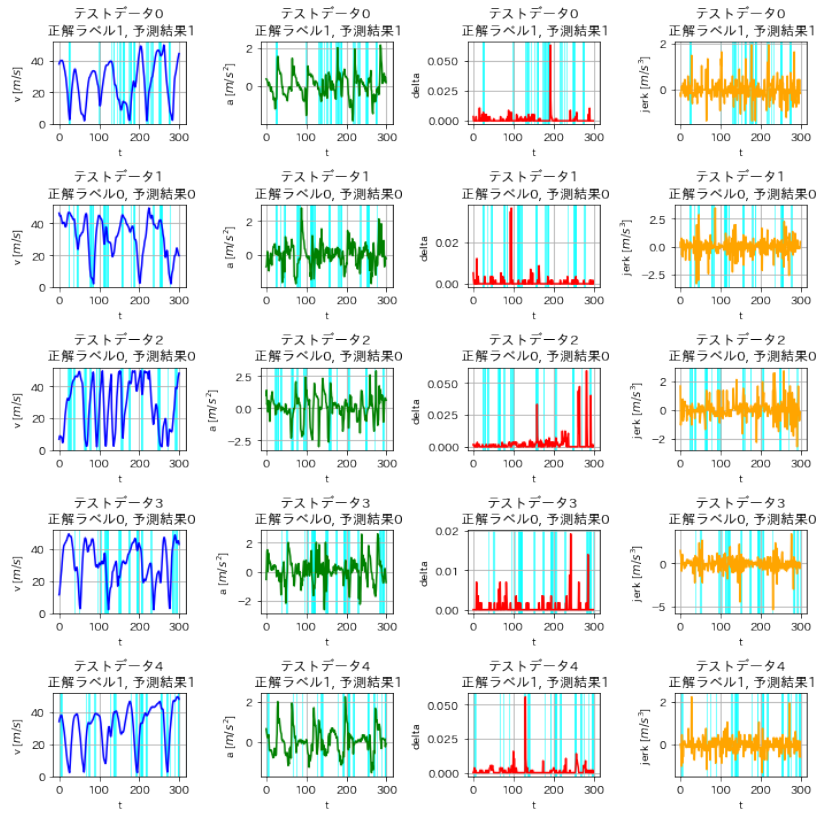 テストデータ0
正解ラベル1, 予測結果1
v [m/s]
40
20
0
0
100
200
300
t
テストデータ0
正解ラベル1, 予測結果1
a [m/s²]
2
0
0
100
200
300
t
テストデータ0
正解ラベル1, 予測結果1
delta
0.050
0.025
0.000
0
100
200
300
t
テストデータ0
正解ラベル1, 予測結果1
jerk [m/s³]
2
0
0
100
200
300
t
テストデータ1
正解ラベル0, 予測結果0
v [m/s]
40
20
0
0
100
200
300
t
テストデータ1
正解ラベル0, 予測結果0
a [m/s²]
2
0
0
100
200
300
t
テストデータ1
正解ラベル0, 予測結果0
delta
0.02
0.00
0
100
200
300
t
テストデータ1
正解ラベル0, 予測結果0
jerk [m/s³]
2.5
0.0
−2.5
0
100
200
300
t
テストデータ2
正解ラベル0, 予測結果0
v [m/s]
40
20
0
0
100
200
300
t
テストデータ2
正解ラベル0, 予測結果0
a [m/s²]
2.5
0.0
−2.5
0
100
200
300
t
テストデータ2
正解ラベル0, 予測結果0
delta
0.050
0.025
0.000
0
100
200
300
t
テストデータ2
正解ラベル0, 予測結果0
jerk [m/s³]
2
0
−2
0
100
200
300
t
テストデータ3
正解ラベル0, 予測結果0
v [m/s]
40
20
0
0
100
200
300
t
テストデータ3
正解ラベル0, 予測結果0
a [m/s²]
2
0
−2
0
100
200
300
t
テストデータ3
正解ラベル0, 予測結果0
delta
0.02
0.01
0.00
0
100
200
300
t
テストデータ3
正解ラベル0, 予測結果0
jerk [m/s³]
0
−5
0
100
200
300
t
テストデータ4
正解ラベル1, 予測結果1
v [m/s]
40
20
0
0
100
200
300
t
テストデータ4
正解ラベル1, 予測結果1
a [m/s²]
2
0
0
100
200
300
t
テストデータ4
正解ラベル1, 予測結果1
delta
0.050
0.025
0.000
0
100
200
300
t
テストデータ4
正解ラベル1, 予測結果1
jerk [m/s³]
2
0
0
100
200
300
t